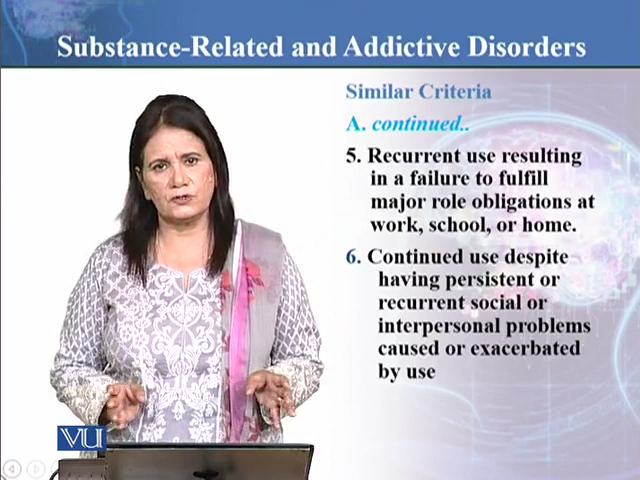 Substance-Related and Addictive Disorders
Similar Criteria
A. continued..
5. Recurrent use resulting
in a failure to fulfill
major role obligations at
work, school, or home.
6. Continued use despite
having persistent or
recurrent social or
interpersonal problems
caused or exacerbated
by use
VU